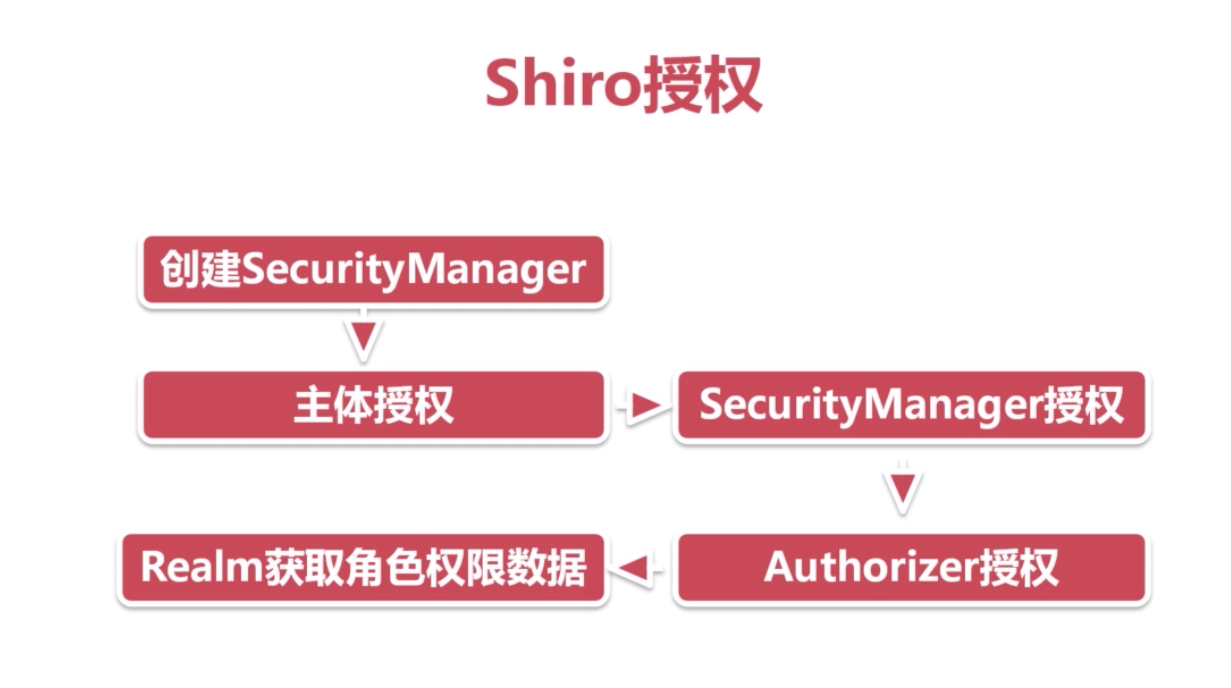 Shiro授权
创建SecurityManager
主体授权
SecurityManager授权
Authorizer授权
Realm获取角色权限数据